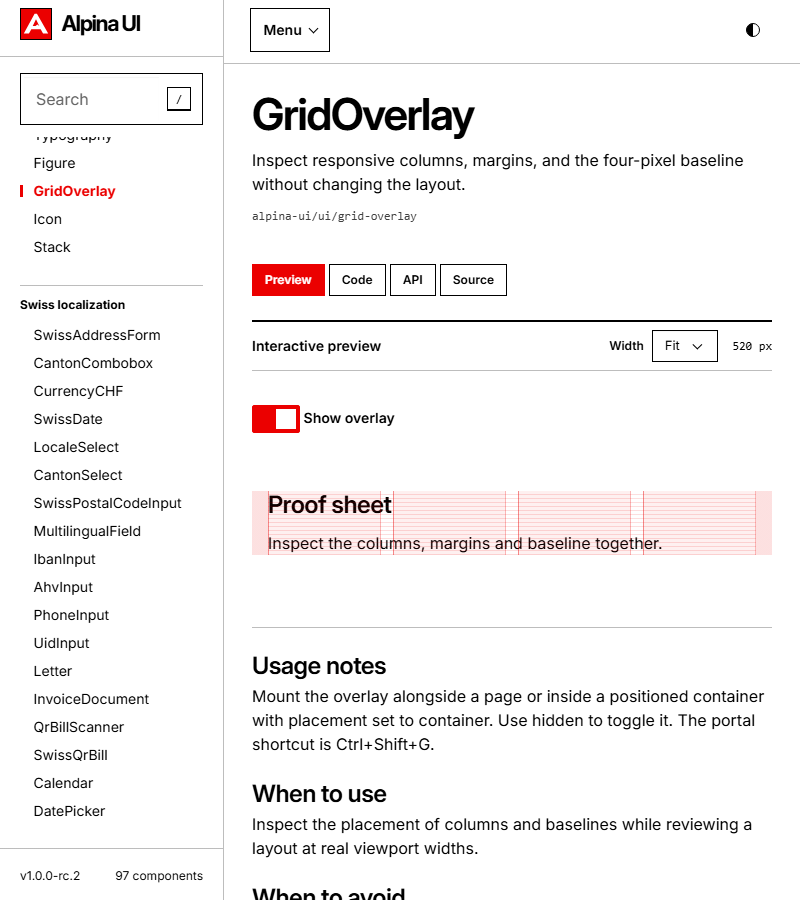 Alpina UI
Search
/
Typography
Figure
GridOverlay
Icon
Stack
Swiss localization
SwissAddressForm
CantonCombobox
CurrencyCHF
SwissDate
LocaleSelect
CantonSelect
SwissPostalCodeInput
MultilingualField
IbanInput
AhvInput
PhoneInput
UidInput
Letter
InvoiceDocument
QrBillScanner
SwissQrBill
Calendar
DatePicker
v1.0.0-rc.2 97 components
Menu
GridOverlay
Inspect responsive columns, margins, and the four-pixel baseline
without changing the layout.
alpina-ui/ui/grid-overlay
Preview Code API Source
Interactive preview Width Fit 520 px
Show overlay
Proof sheet
Inspect the columns, margins and baseline together.
Usage notes
Mount the overlay alongside a page or inside a positioned container
with placement set to container. Use hidden to toggle it. The portal
shortcut is Ctrl+Shift+G.
When to use
Inspect the placement of columns and baselines while reviewing a
layout at real viewport widths.
When to avoid